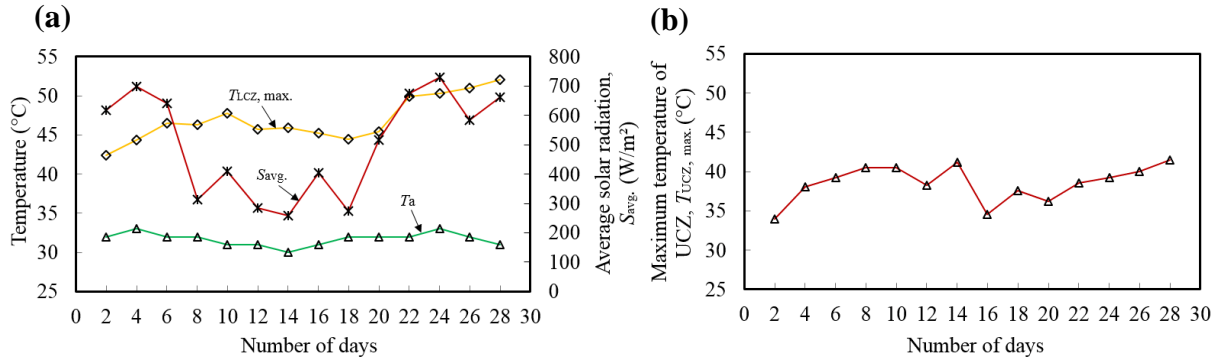 (a)
55
50
45
40
35
30
25
Temperature (°C)
0 2 4 6 8 10 12 14 16 18 20 22 24 26 28 30
Number of days
800
700
600
500
400
300
200
100
0
Average solar radiation,
Savg. (W/m²)
TLCZ, max.
Savg.
Ta
(b)
55
50
45
40
35
30
25
Maximum temperature of
UCZ, TUCZ, max. (°C)
0 2 4 6 8 10 12 14 16 18 20 22 24 26 28 30
Number of days